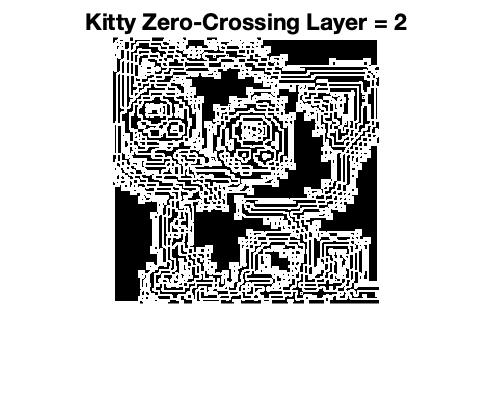 Kitty Zero-Crossing Layer = 2